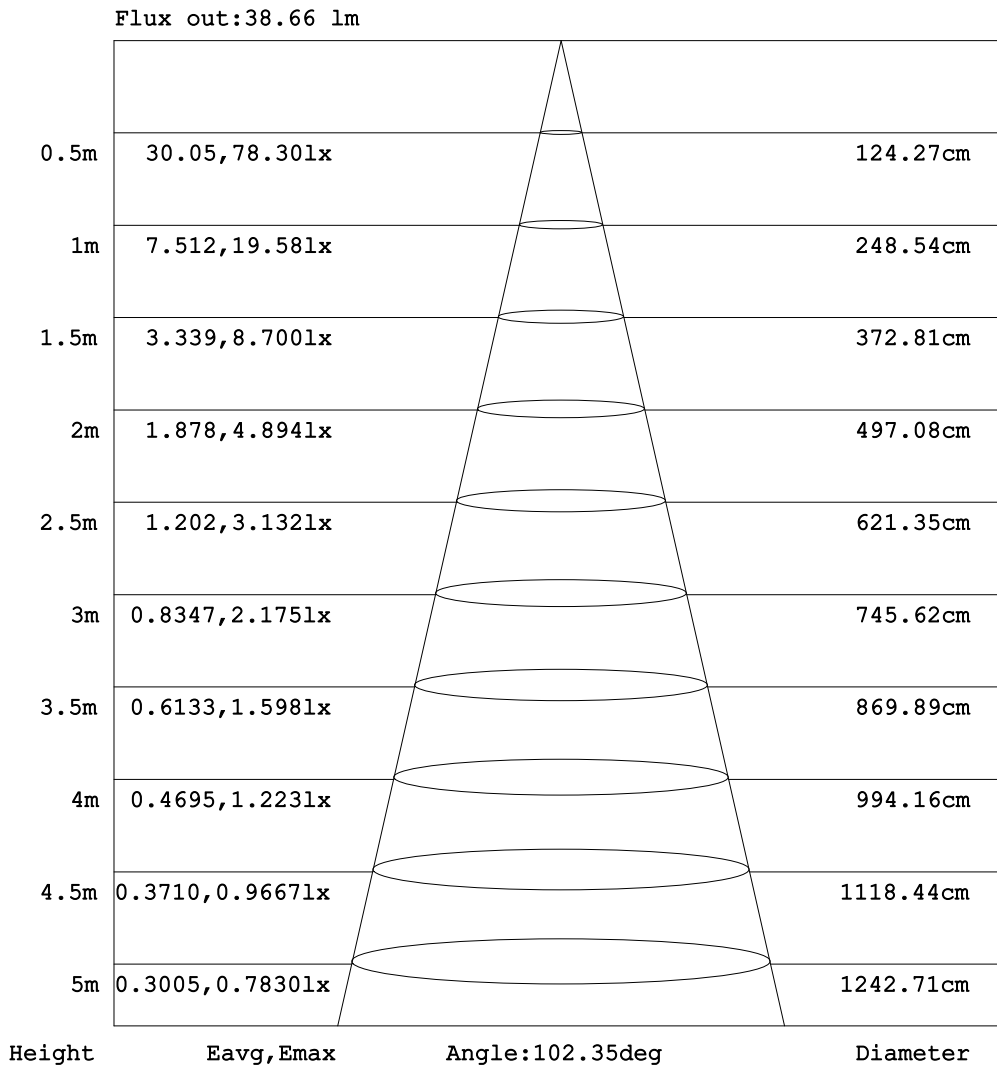 Flux out:38.66 lm
0.5m 30.05,78.30lx 124.27cm
1m 7.512,19.58lx 248.54cm
1.5m 3.339,8.700lx 372.81cm
2m 1.878,4.894lx 497.08cm
2.5m 1.202,3.132lx 621.35cm
3m 0.8347,2.175lx 745.62cm
3.5m 0.6133,1.598lx 869.89cm
4m 0.4695,1.223lx 994.16cm
4.5m 0.3710,0.9667lx 1118.44cm
5m 0.3005,0.7830lx 1242.71cm
Height Eavg,Emax Angle:102.35deg Diameter